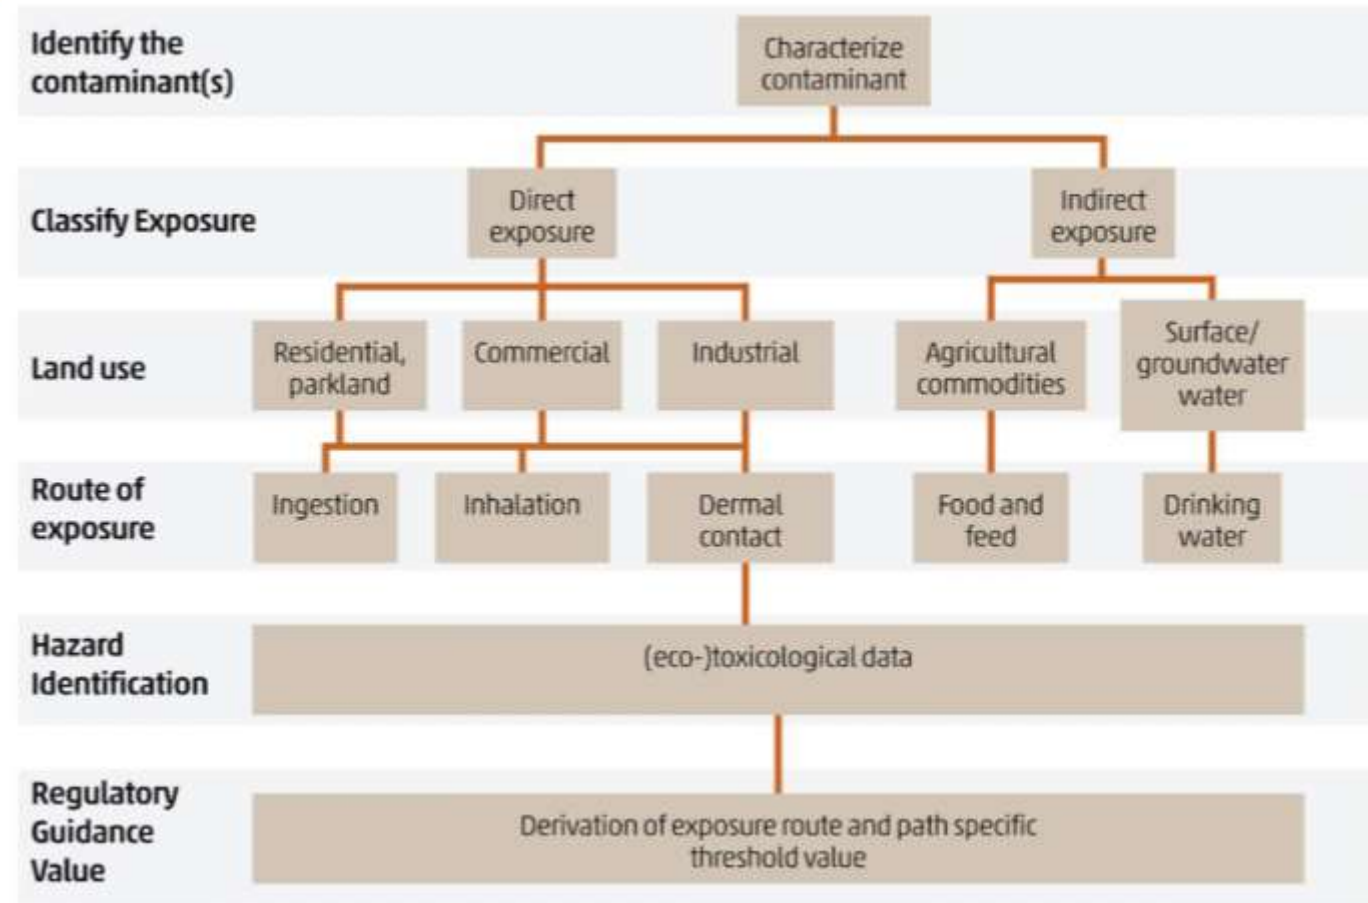 Identify the
contaminant(s)
Characterize
contaminant
Classify Exposure
Direct
exposure
Indirect
exposure
Land use
Residential,
parkland
Commercial
Industrial
Agricultural
commodities
Surface/
groundwater
water
Route of
exposure
Ingestion
Inhalation
Dermal
contact
Food and
feed
Drinking
water
Hazard
Identification
(eco-)toxicological data
Regulatory
Guidance
Value
Derivation of exposure route and path specific
threshold value